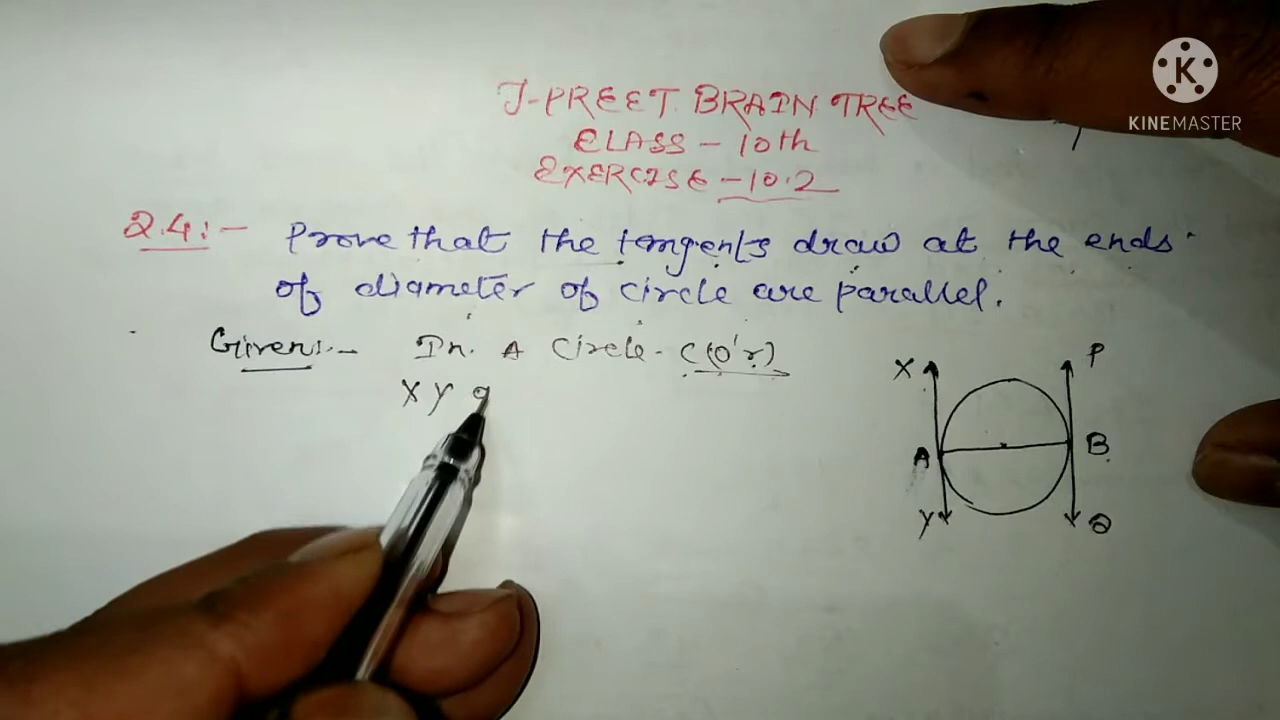 J-PREET BRAIN TREE
CLASS - 10th
EXERCISE - 10.2
Q.4:- Prove that the tangents draw at the ends
of diameter of circle are parallel.
Given:- In. A Circle. C(O'r)
X Y a
X P
A B
Y Q
K
KINEMASTER